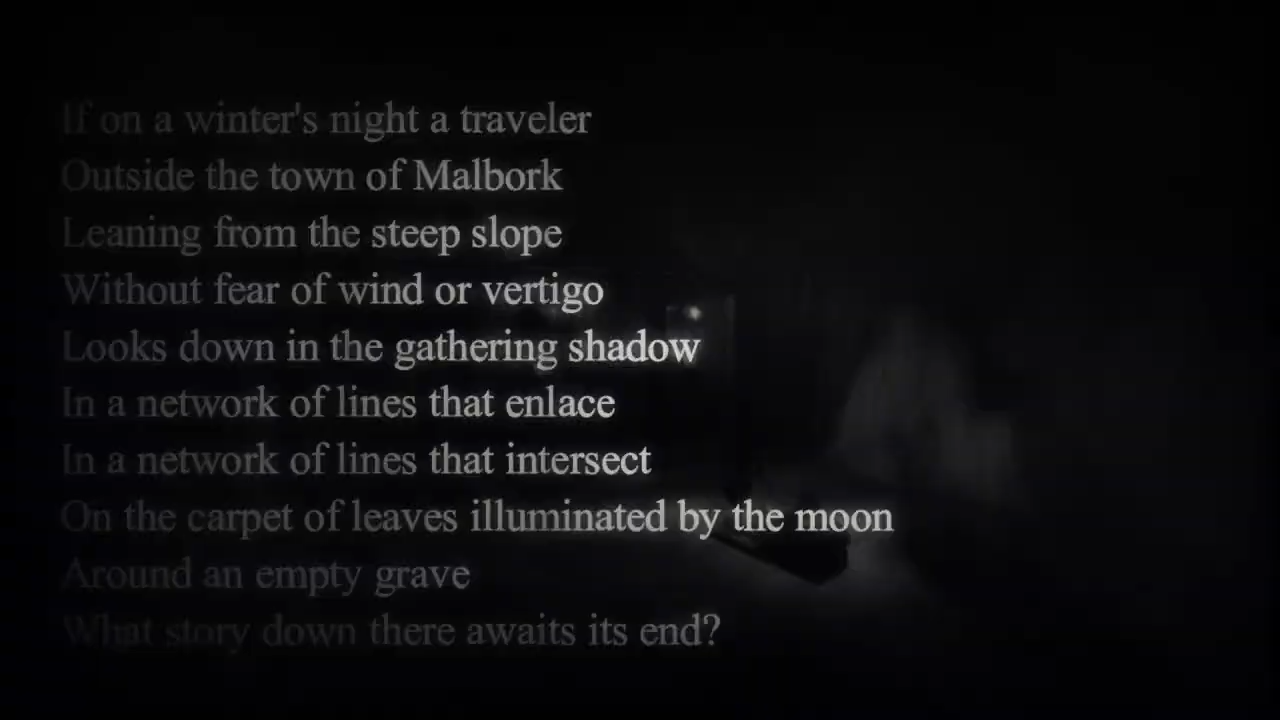 If on a winter's night a traveler
Outside the town of Malbork
Leaning from the steep slope
Without fear of wind or vertigo
Looks down in the gathering shadow
In a network of lines that enlace
In a network of lines that intersect
On the carpet of leaves illuminated by the moon
Around an empty grave
What story down there awaits its end?